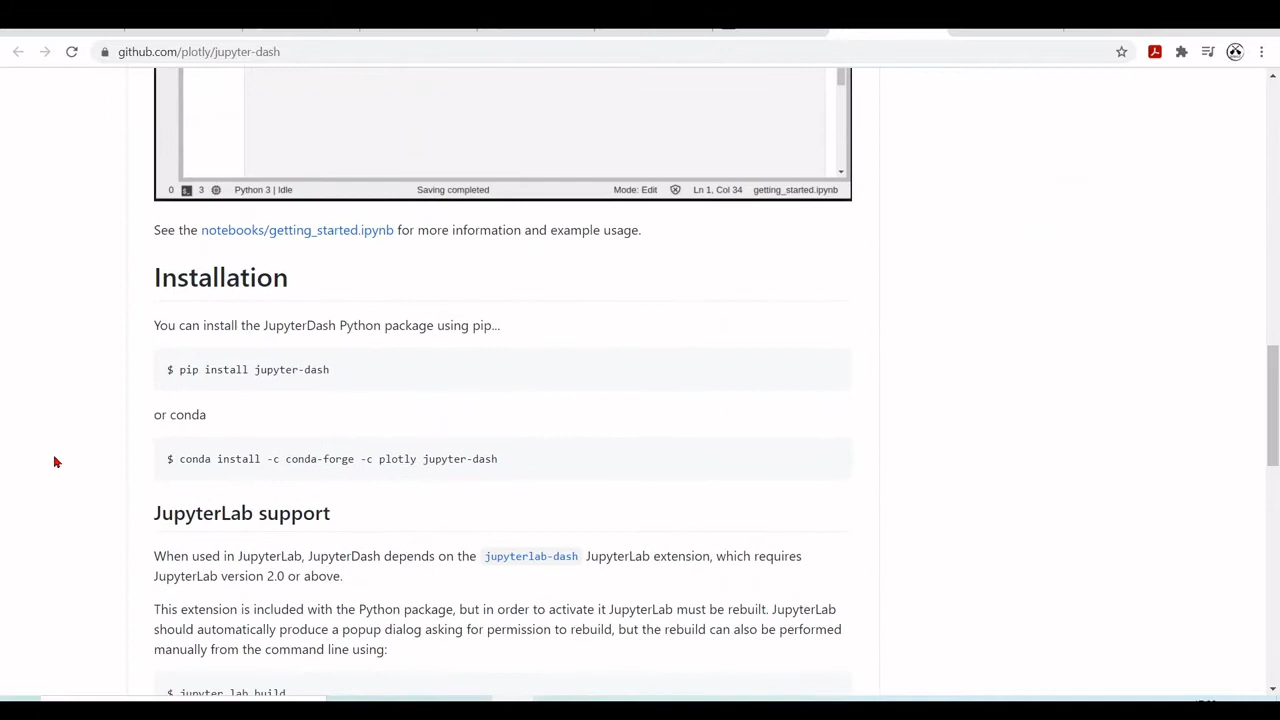 github.com/plotly/jupyter-dash
0 3 Python 3 | Idle Saving completed Mode: Edit Ln 1, Col 34 getting_started.ipynb
See the notebooks/getting_started.ipynb for more information and example usage.
Installation
You can install the JupyterDash Python package using pip...
$ pip install jupyter-dash
or conda
$ conda install -c conda-forge -c plotly jupyter-dash
JupyterLab support
When used in JupyterLab, JupyterDash depends on the jupyterlab-dash JupyterLab extension, which requires
JupyterLab version 2.0 or above.
This extension is included with the Python package, but in order to activate it JupyterLab must be rebuilt. JupyterLab
should automatically produce a popup dialog asking for permission to rebuild, but the rebuild can also be performed
manually from the command line using:
$ jupyter lab build